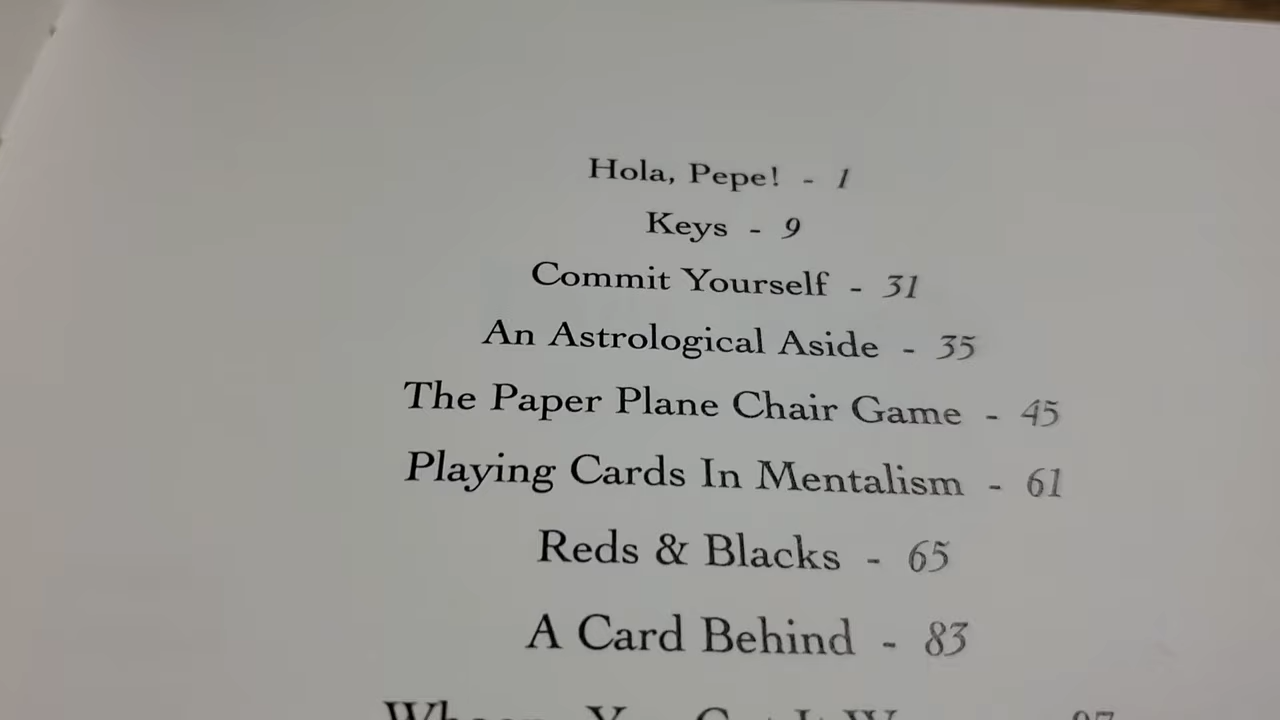 Hola, Pepe! - 1
Keys - 9
Commit Yourself - 31
An Astrological Aside - 35
The Paper Plane Chair Game - 45
Playing Cards In Mentalism - 61
Reds & Blacks - 65
A Card Behind - 83